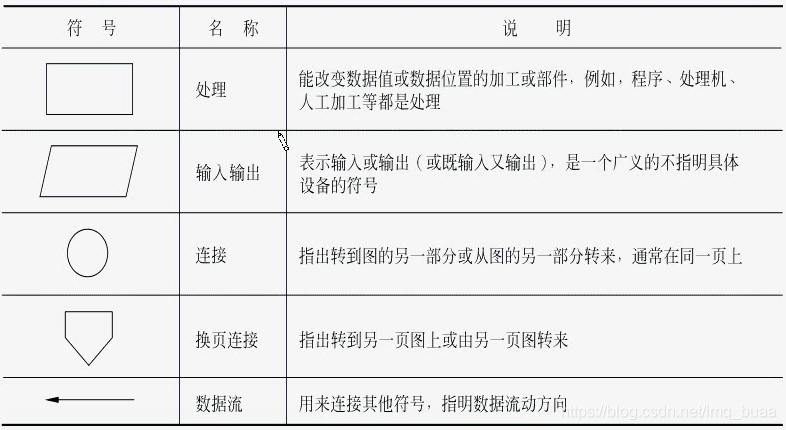 符 号 名 称 说 明
处理 能改变数据值或数据位置的加工或部件，例如，程序、处理机、
人工加工等都是处理
输入输出 表示输入或输出（或既输入又输出），是一个广义的不指明具体
设备的符号
连接 指出转到图的另一部分或从图的另一部分转来，通常在同一页上
换页连接 指出转到另一页图上或由另一页图转来
数据流 用来连接其他符号，指明数据流动方向
https://blog.csdn.net/lmq_buaa